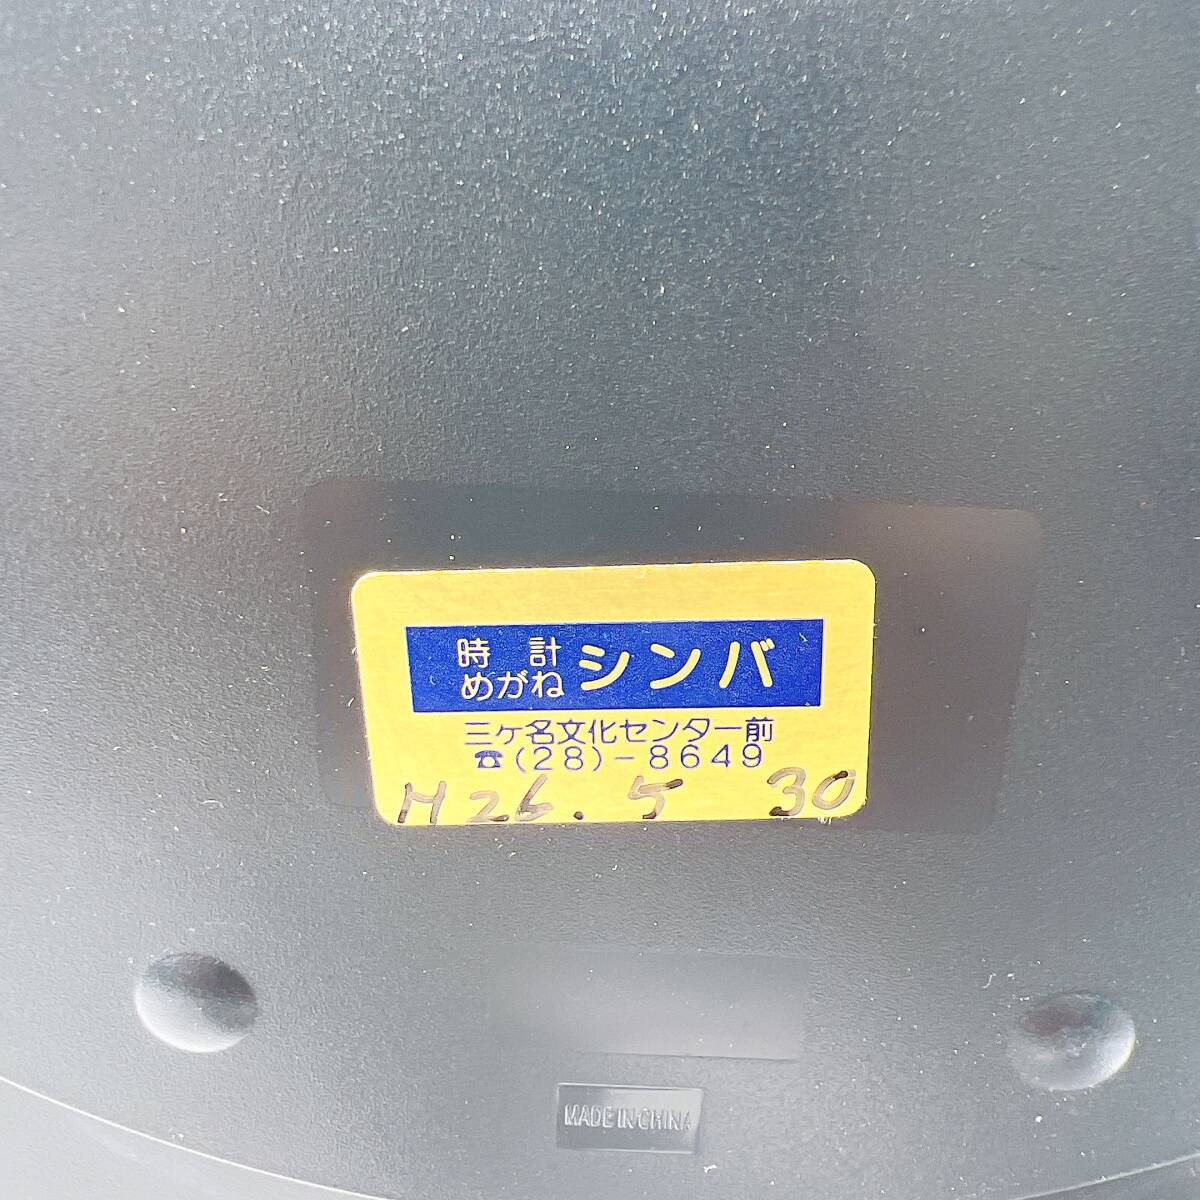 時計
めがね
シンバ
三ヶ名文化センター前
☎(28)-8649
H26.5 30
MADE IN CHINA